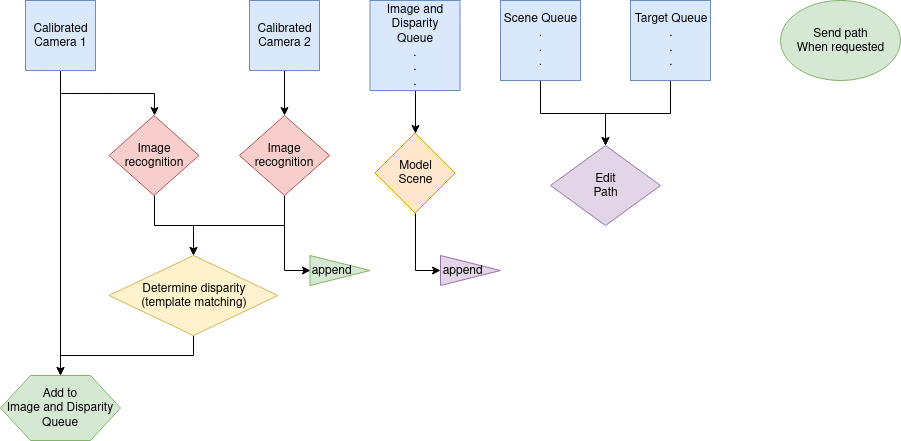 Calibrated
Camera 1
Calibrated
Camera 2
Image and
Disparity
Queue
.
.
.
Scene Queue
.
.
.
Target Queue
.
.
.
Send path
When requested
Image
recognition
Image
recognition
Model
Scene
Edit
Path
Determine disparity
(template matching)
append
append
Add to
Image and Disparity
Queue